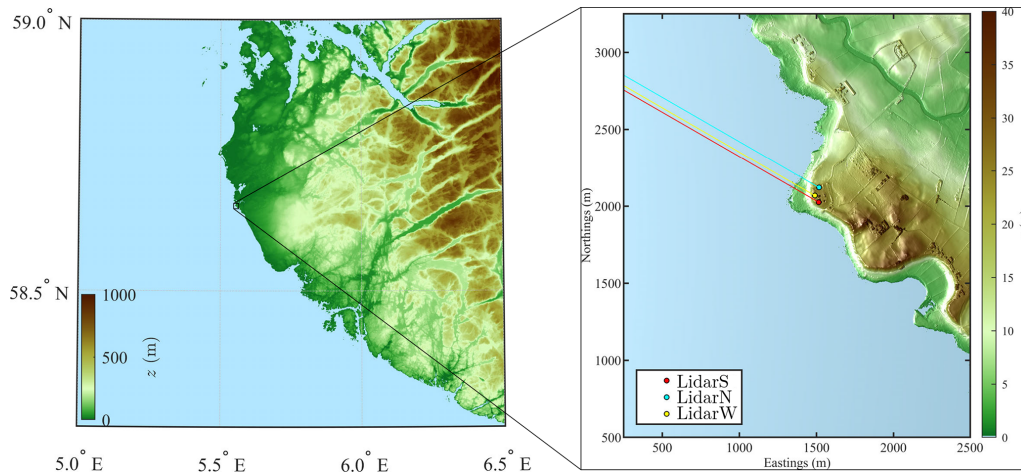 59.0° N
58.5° N
1000
500
0
z (m)
5.0° E
5.5° E
6.0° E
6.5° E
Northings (m)
3000
2500
2000
1500
1000
500
500
1000
1500
2000
2500
Eastings (m)
LidarS
LidarN
LidarW
40
35
30
25
20
15
10
5
0